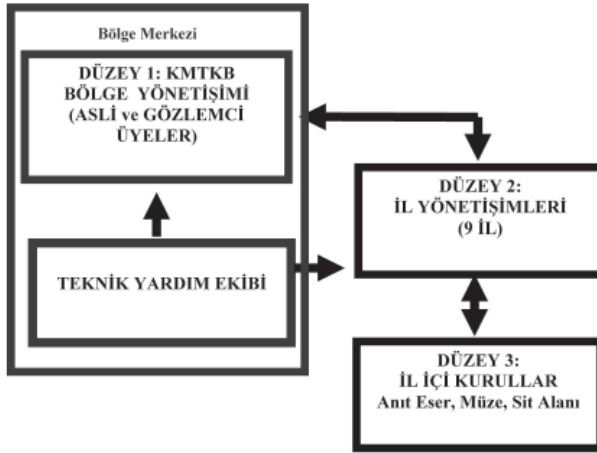 Bölge Merkezi
DÜZEY 1: KMTKB
BÖLGE YÖNETİŞİMİ
(ASLİ ve GÖZLEMCİ
ÜYELER)
DÜZEY 2:
İL YÖNETİŞİMLERİ
(9 İL)
TEKNİK YARDIM EKİBİ
DÜZEY 3:
İL İÇİ KURULLAR
Anıt Eser, Müze, Sit Alanı